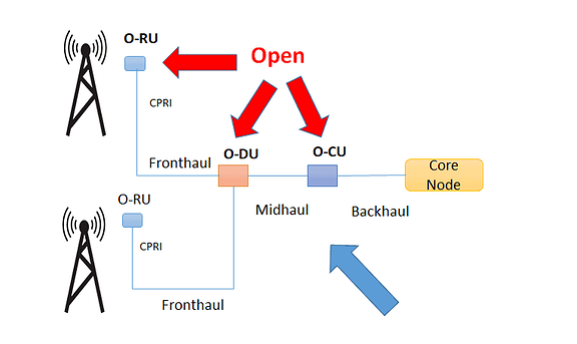 O-RU
Open
CPRI
Fronthaul
O-DU
O-CU
Core
Node
Midhaul
Backhaul
O-RU
CPRI
Fronthaul